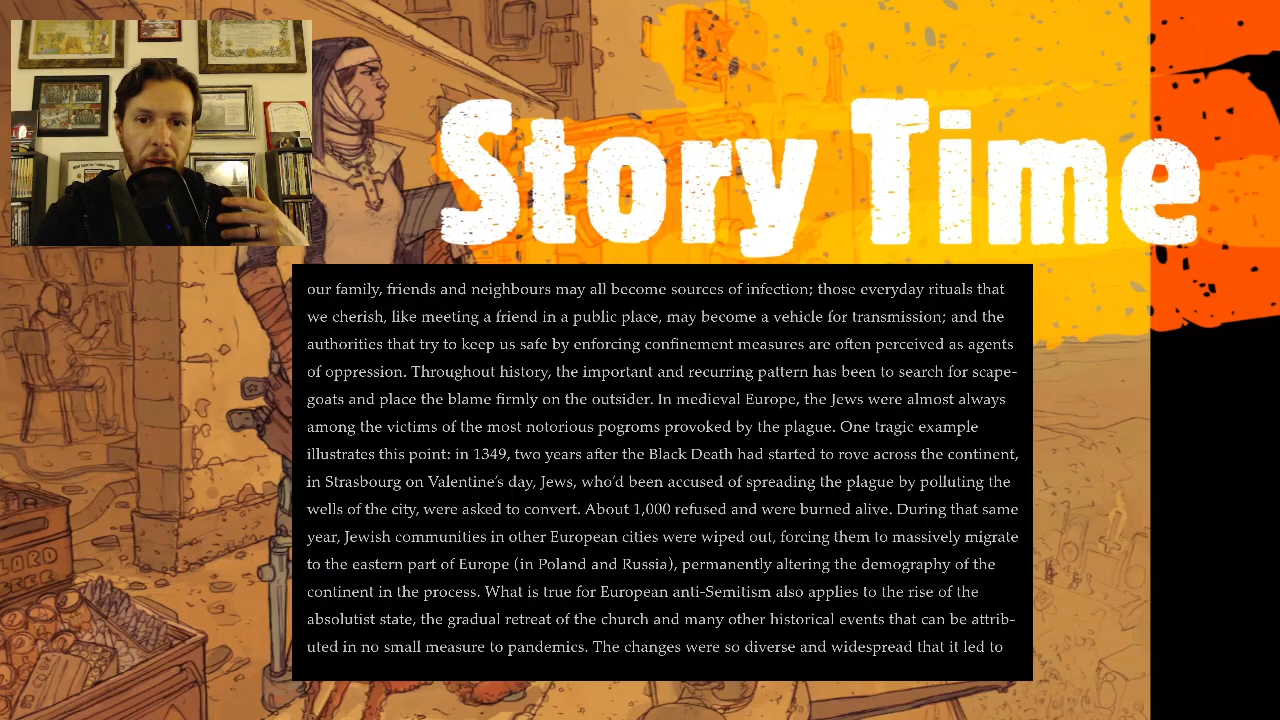 Story Time
our family, friends and neighbours may all become sources of infection; those everyday rituals that
we cherish, like meeting a friend in a public place, may become a vehicle for transmission; and the
authorities that try to keep us safe by enforcing confinement measures are often perceived as agents
of oppression. Throughout history, the important and recurring pattern has been to search for scape-
goats and place the blame firmly on the outsider. In medieval Europe, the Jews were almost always
among the victims of the most notorious pogroms provoked by the plague. One tragic example
illustrates this point: in 1349, two years after the Black Death had started to rove across the continent,
in Strasbourg on Valentine's day, Jews, who'd been accused of spreading the plague by polluting the
wells of the city, were asked to convert. About 1,000 refused and were burned alive. During that same
year, Jewish communities in other European cities were wiped out, forcing them to massively migrate
to the eastern part of Europe (in Poland and Russia), permanently altering the demography of the
continent in the process. What is true for European anti-Semitism also applies to the rise of the
absolutist state, the gradual retreat of the church and many other historical events that can be attrib-
uted in no small measure to pandemics. The changes were so diverse and widespread that it led to